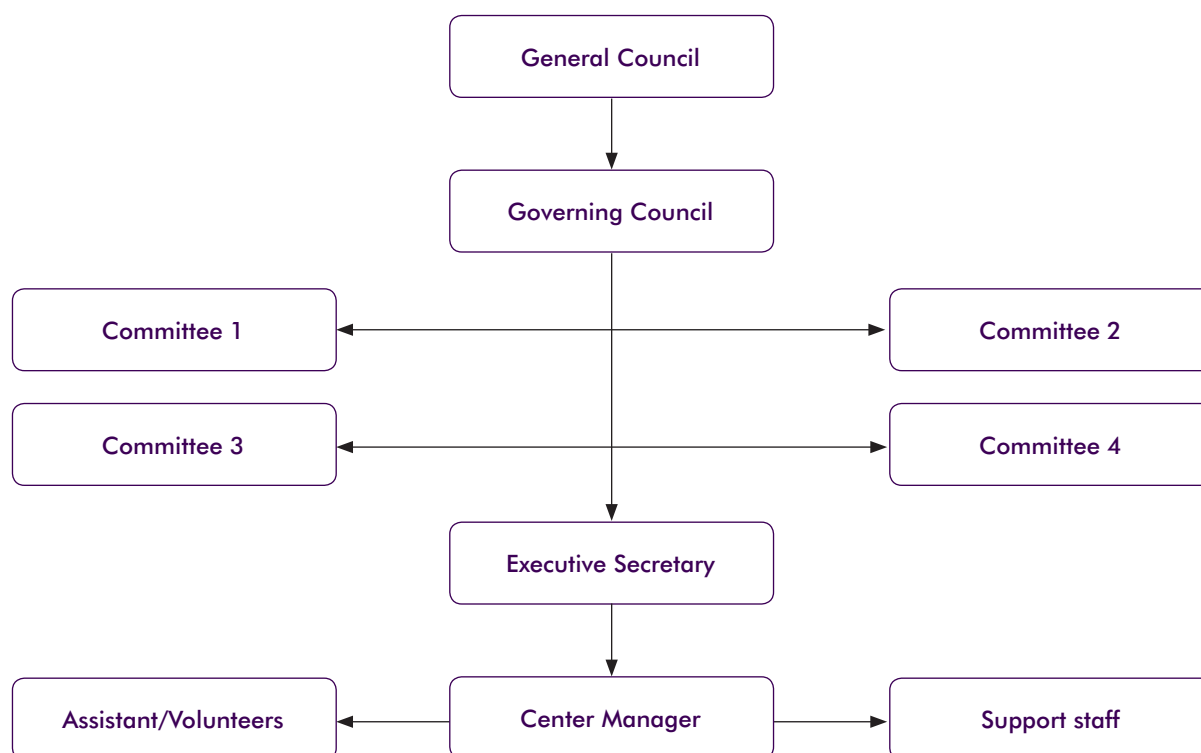 General Council
Governing Council
Committee 1
Committee 2
Committee 3
Committee 4
Executive Secretary
Assistant/Volunteers
Center Manager
Support staff